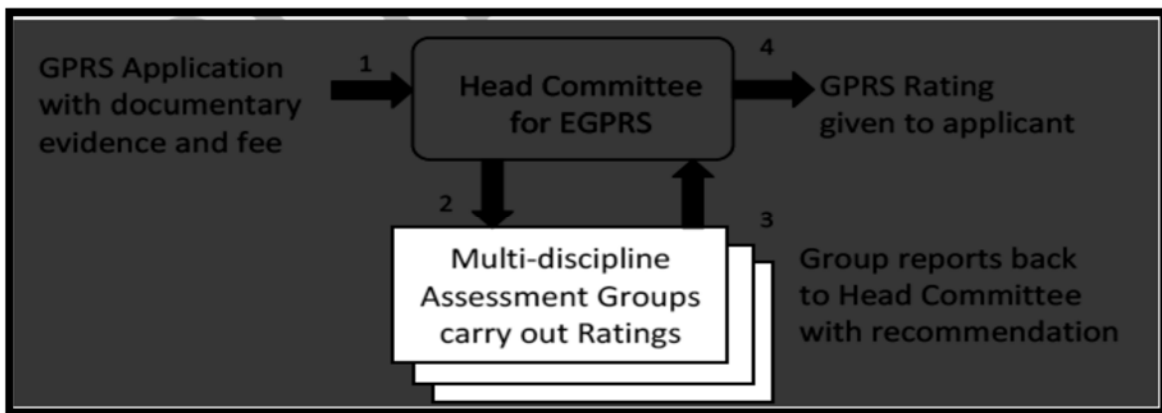 GPRS Application
with documentary
evidence and fee
1
Head Committee
for EGPRS
4
GPRS Rating
given to applicant
2
3
Multi-discipline
Assessment Groups
carry out Ratings
Group reports back
to Head Committee
with recommendation